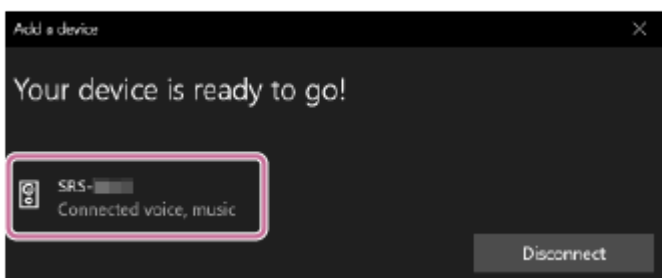 Add a device
Your device is ready to go!
SRS-
Connected voice, music
Disconnect